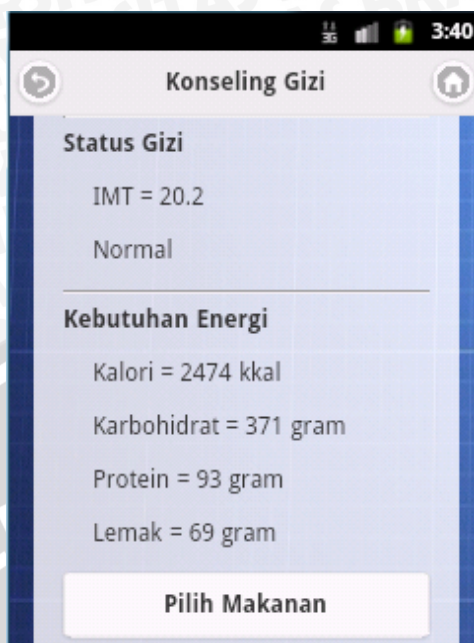 3G
3:40
Konseling Gizi
Status Gizi
IMT = 20.2
Normal
Kebutuhan Energi
Kalori = 2474 kkal
Karbohidrat = 371 gram
Protein = 93 gram
Lemak = 69 gram
Pilih Makanan